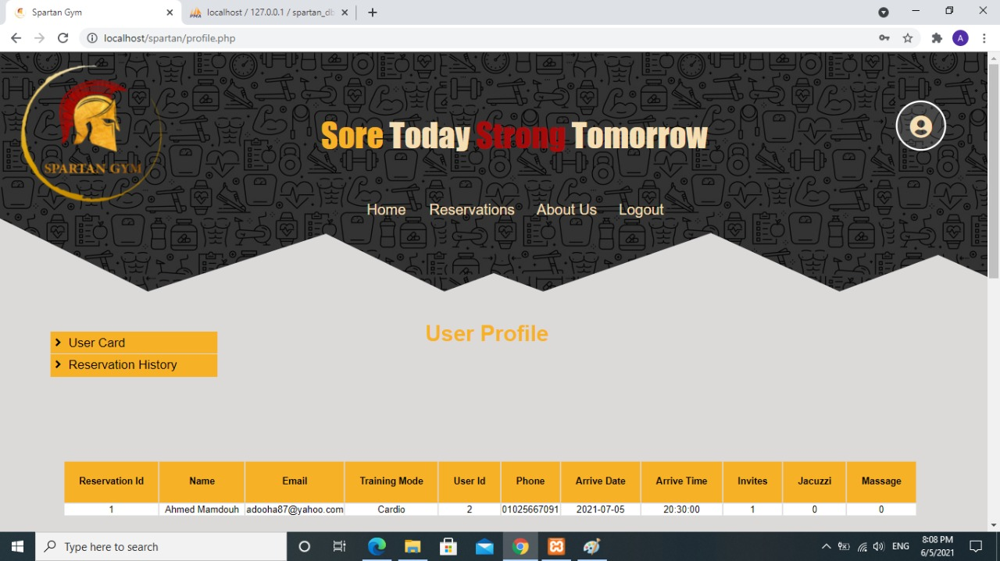 Spartan Gym
localhost / 127.0.0.1 / spartan_db
localhost/spartan/profile.php
A
SPARTAN GYM
Sore Today Strong Tomorrow
Home Reservations About Us Logout
User Profile
User Card
Reservation History
Reservation Id Name Email Training Mode User Id Phone Arrive Date Arrive Time Invites Jacuzzi Massage
1 Ahmed Mamdouh adooha87@yahoo.com Cardio 2 01025667091 2021-07-05 20:30:00 1 0 0
Type here to search
ENG
8:08 PM
6/5/2021